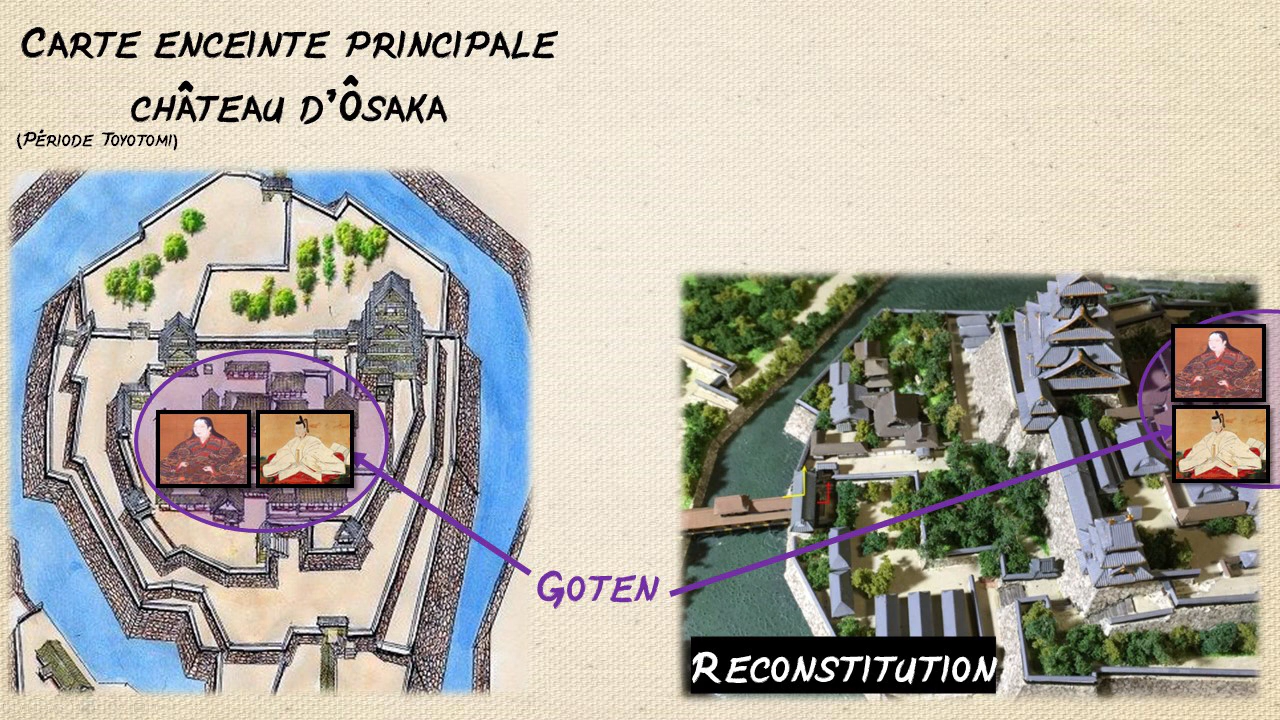 Carte enceinte principale
château d'Ôsaka
(Période Toyotomi)
Goten
Reconstitution